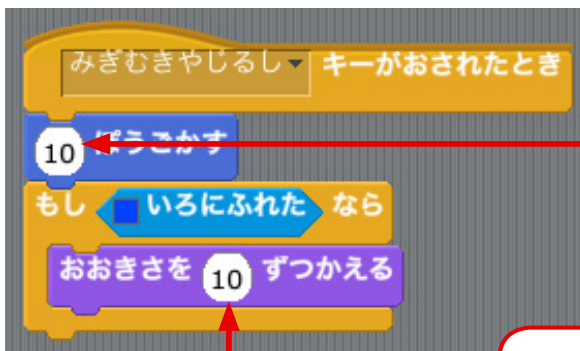 みぎむきやじるし キーがおされたとき
10 ぽうごかす
もし いろにふれた なら
おおきさを 10 ずつかえる